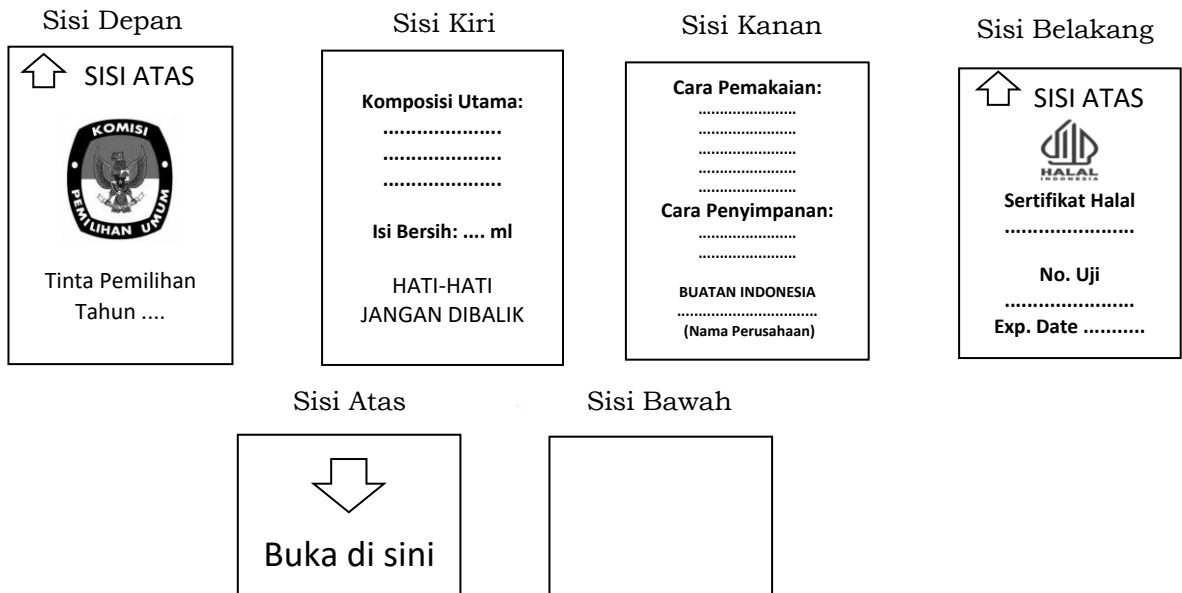 Sisi Depan
SISI ATAS
KOMISI
PEMILIHAN UMUM
Tinta Pemilihan
Tahun ....
Sisi Kiri
Komposisi Utama:
.....................
.....................
.....................
Isi Bersih: .... ml
HATI-HATI
JANGAN DIBALIK
Sisi Kanan
Cara Pemakaian:
.......................
.......................
.......................
.......................
.......................
Cara Penyimpanan:
.......................
.......................
BUATAN INDONESIA
.................................
(Nama Perusahaan)
Sisi Belakang
SISI ATAS
HALAL
INDONESIA
Sertifikat Halal
.......................
No. Uji
.......................
Exp. Date ...........
Sisi Atas
Buka di sini
Sisi Bawah